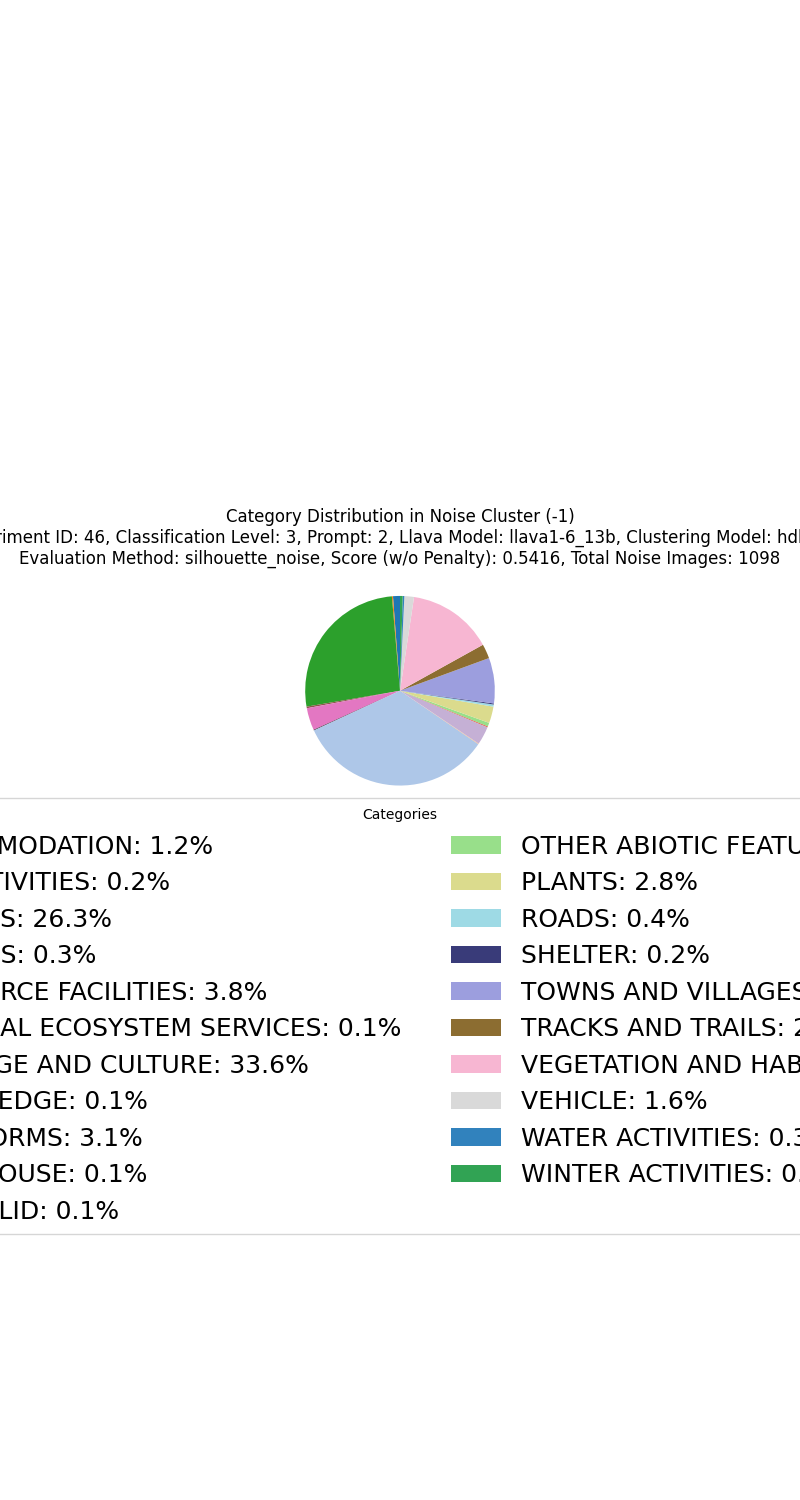 Category Distribution in Noise Cluster (-1)
ID: 46, Classification Level: 3, Prompt: 2, Llava Model: llava1-6_13b, Clustering Model:
Evaluation Method: silhouette_noise, Score (w/o Penalty): 0.5416, Total Noise Images: 1098
Categories
MODATION: 1.2%
TIVITIES: 0.2%
S: 26.3%
S: 0.3%
RCE FACILITIES: 3.8%
AL ECOSYSTEM SERVICES: 0.1%
GE AND CULTURE: 33.6%
EDGE: 0.1%
ORMS: 3.1%
OUSE: 0.1%
LID: 0.1%
OTHER ABIOTIC FEATU
PLANTS: 2.8%
ROADS: 0.4%
SHELTER: 0.2%
TOWNS AND VILLAGES
TRACKS AND TRAILS: 2
VEGETATION AND HAB
VEHICLE: 1.6%
WATER ACTIVITIES: 0.3
WINTER ACTIVITIES: 0.